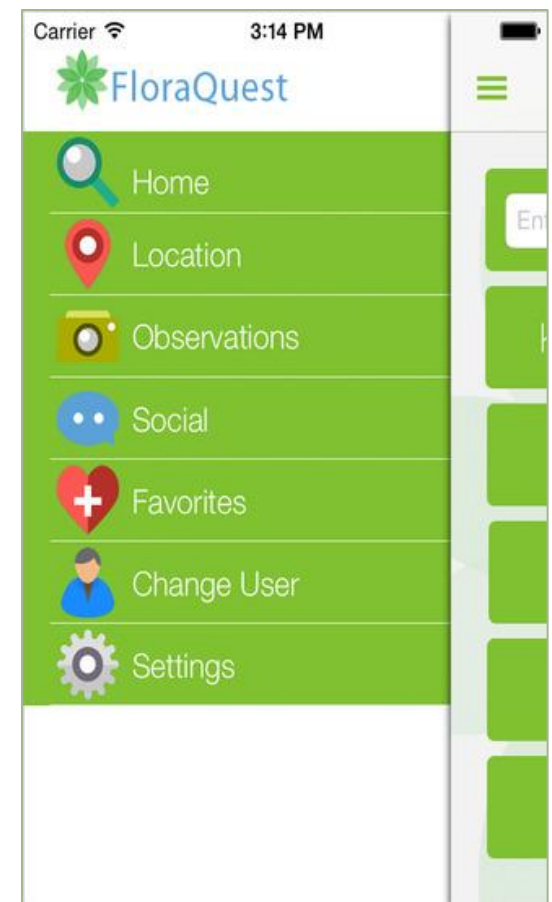 Carrier 3:14 PM
FloraQuest
Home
Location
Observations
Social
Favorites
Change User
Settings